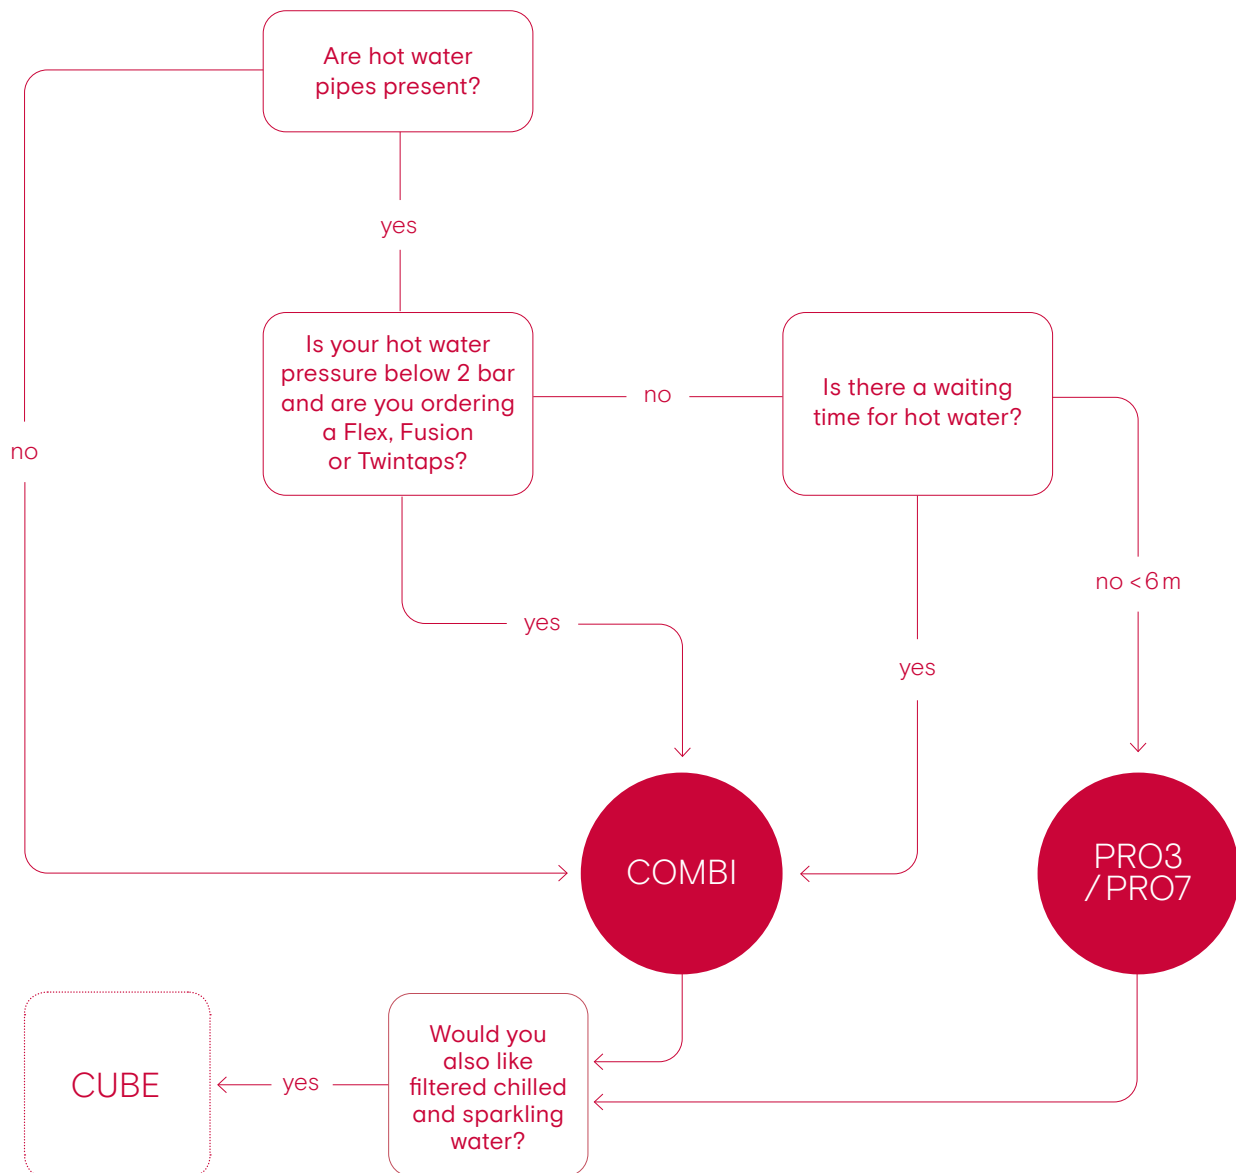 Are hot water
pipes present?
yes
Is your hot water
pressure below 2 bar
and are you ordering
a Flex, Fusion
or Twintaps?
no
Is there a waiting
time for hot water?
no
no <6 m
yes
yes
COMBI
PRO3
/ PRO7
CUBE
yes
Would you
also like
filtered chilled
and sparkling
water?